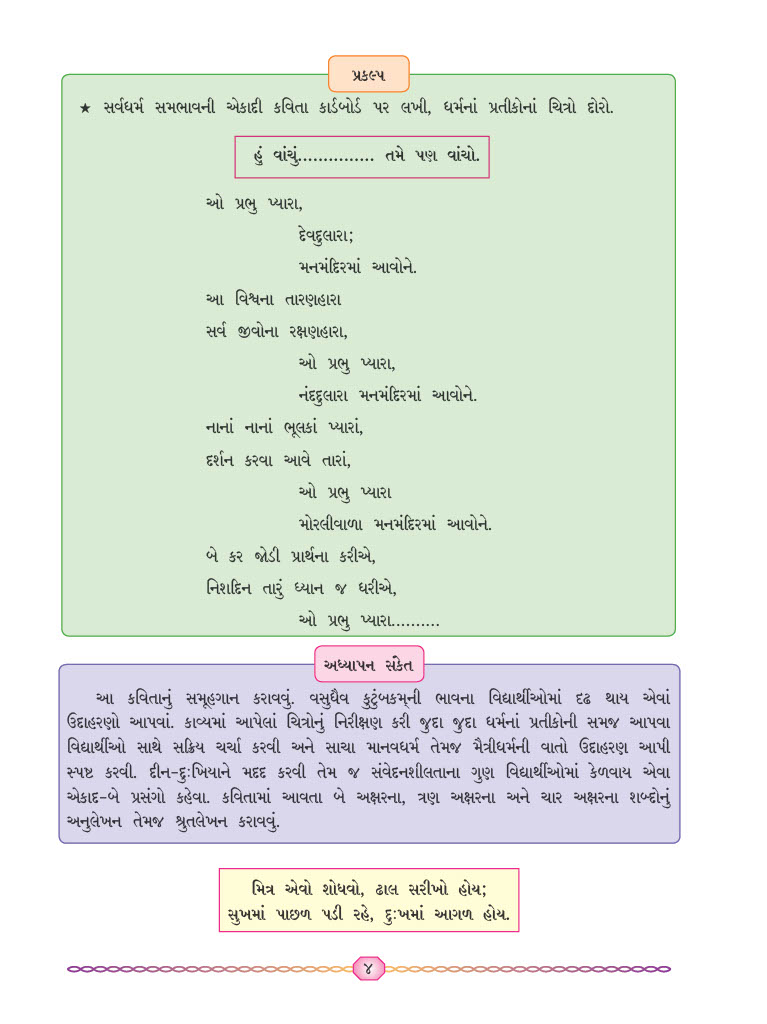 પ્રકલ્પ
★ સર્વધર્મ સમભાવની એકાદી કવિતા કાર્ડબોર્ડ પર લખી, ધર્મનાં પ્રતીકોનાં ચિત્રો દોરો.
હું વાંચું............... તમે પણ વાંચો.
ઓ પ્રભુ પ્યારા,
દેવદુલારા;
મનમંદિરમાં આવોને.
આ વિશ્વના તારણહારા
સર્વ જીવોના રક્ષણહારા,
ઓ પ્રભુ પ્યારા,
નંદદુલારા મનમંદિરમાં આવોને.
નાનાં નાનાં ભૂલકાં પ્યારાં,
દર્શન કરવા આવે તારાં,
ઓ પ્રભુ પ્યારા
મોરલીવાળા મનમંદિરમાં આવોને.
બે કર જોડી પ્રાર્થના કરીએ,
નિશદિન તારું ધ્યાન જ ધરીએ,
ઓ પ્રભુ પ્યારા..........
અધ્યાપન સંકેત
આ કવિતાનું સમૂહગાન કરાવવું. વસુધૈવ કુટુંબકમ્‌ની ભાવના વિદ્યાર્થીઓમાં દૃઢ થાય એવાં
ઉદાહરણો આપવાં. કાવ્યમાં આપેલાં ચિત્રોનું નિરીક્ષણ કરી જુદા જુદા ધર્મનાં પ્રતીકોની સમજ આપવા
વિદ્યાર્થીઓ સાથે સક્રિય ચર્ચા કરવી અને સાચા માનવધર્મ તેમજ મૈત્રીધર્મની વાતો ઉદાહરણ આપી
સ્પષ્ટ કરવી. દીન-દુઃખિયાને મદદ કરવી તેમ જ સંવેદનશીલતાના ગુણ વિદ્યાર્થીઓમાં કેળવાય એવા
એકાદ-બે પ્રસંગો કહેવા. કવિતામાં આવતા બે અક્ષરના, ત્રણ અક્ષરના અને ચાર અક્ષરના શબ્દોનું
અનુલેખન તેમજ શ્રુતલેખન કરાવવું.
મિત્ર એવો શોધવો, ઢાલ સરીખો હોય;
સુખમાં પાછળ પડી રહે, દુઃખમાં આગળ હોય.
૪